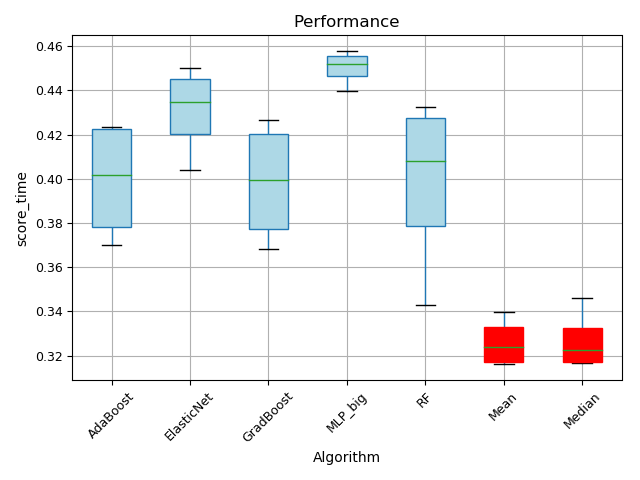 Performance
score_time
0.46
0.44
0.42
0.40
0.38
0.36
0.34
0.32
AdaBoost
ElasticNet
GradBoost
MLP_big
RF
Mean
Median
Algorithm